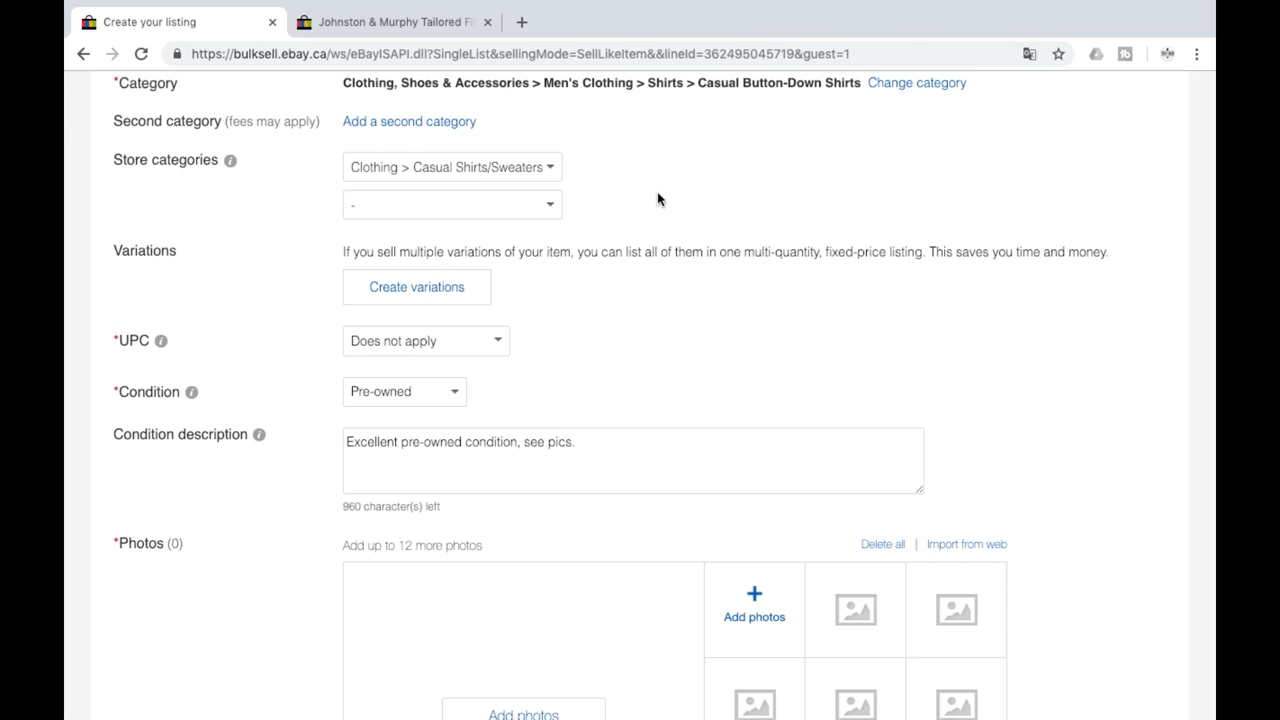 Create your listing
Johnston & Murphy Tailored Fi
https://bulksell.ebay.ca/ws/eBayISAPI.dll?SingleList&sellingMode=SellLikeItem&&lineId=362495045719&guest=1
*Category Clothing, Shoes & Accessories > Men's Clothing > Shirts > Casual Button-Down Shirts Change category
Second category (fees may apply) Add a second category
Store categories Clothing > Casual Shirts/Sweaters
-
Variations If you sell multiple variations of your item, you can list all of them in one multi-quantity, fixed-price listing. This saves you time and money.
Create variations
*UPC Does not apply
*Condition Pre-owned
Condition description Excellent pre-owned condition, see pics.
960 character(s) left
*Photos (0) Add up to 12 more photos Delete all | Import from web
Add photos
Add photos